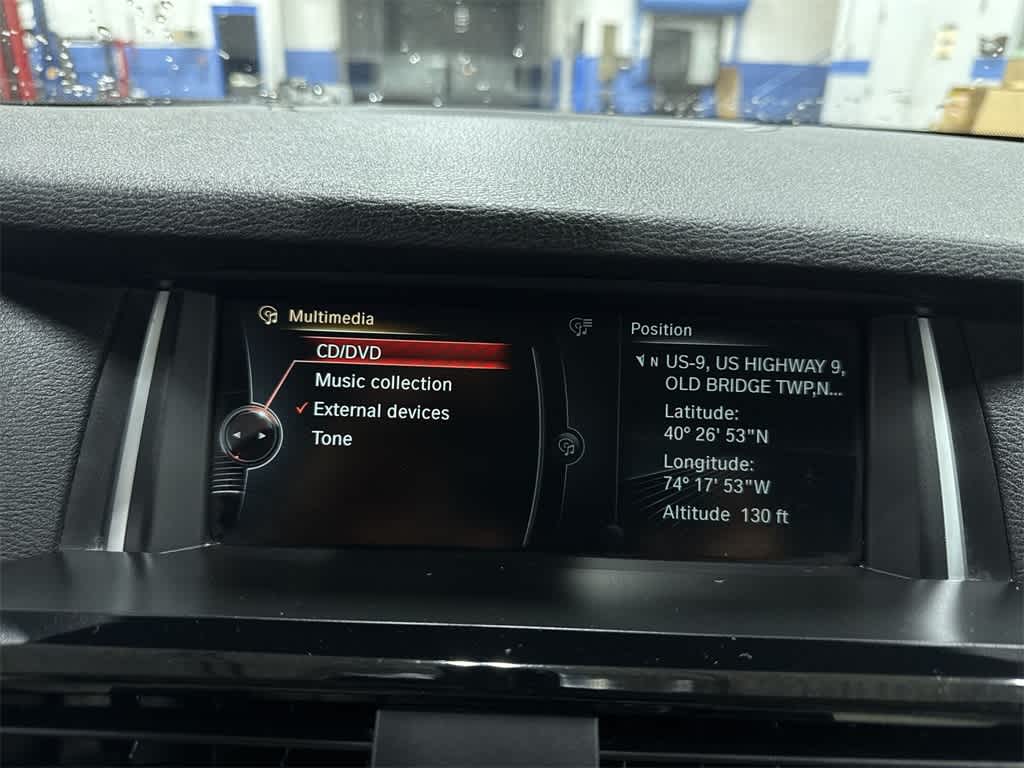 Multimedia
CD/DVD
Music collection
External devices
Tone
Position
N US-9, US HIGHWAY 9,
OLD BRIDGE TWP,N...
Latitude:
40° 26' 53"N
Longitude:
74° 17' 53"W
Altitude 130 ft